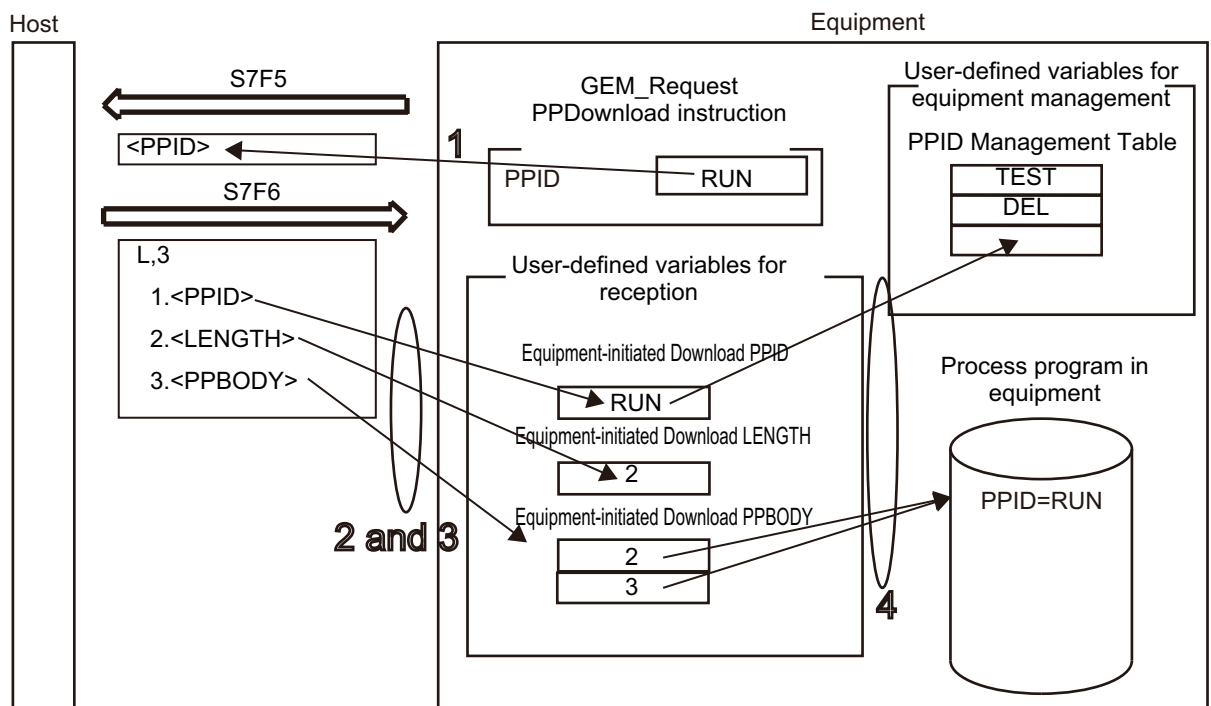 Host
Equipment
S7F5
<PPID>
S7F6
L,3
1.<PPID>
2.<LENGTH>
3.<PPBODY>
2 and 3
1
GEM_Request
PPDownload instruction
PPID
RUN
User-defined variables for
reception
Equipment-initiated Download PPID
RUN
Equipment-initiated Download LENGTH
2
Equipment-initiated Download PPBODY
2
3
4
User-defined variables for
equipment management
PPID Management Table
TEST
DEL
Process program in
equipment
PPID=RUN